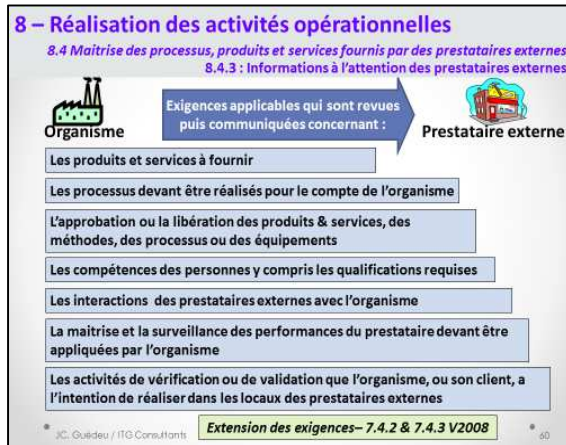 8 – Réalisation des activités opérationnelles
8.4 Maitrise des processus, produits et services fournis par des prestataires externes
8.4.3 : Informations à l'attention des prestataires externes
Organisme
Exigences applicables qui sont revues
puis communiquées concernant :
Prestataire externe
Les produits et services à fournir
Les processus devant être réalisés pour le compte de l'organisme
L'approbation ou la libération des produits & services, des
méthodes, des processus ou des équipements
Les compétences des personnes y compris les qualifications requises
Les interactions des prestataires externes avec l'organisme
La maitrise et la surveillance des performances du prestataire devant être
appliquées par l'organisme
Les activités de vérification ou de validation que l'organisme, ou son client, a
l'intention de réaliser dans les locaux des prestataires externes
JC. Guédeu / ITG Consultants
Extension des exigences– 7.4.2 & 7.4.3 V2008
60